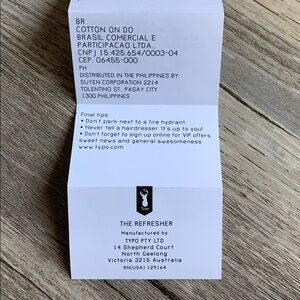 BR
COTTON ON DO
BRASIL COMERCIAL E
PARTICIPACAO LTDA.
CNPJ 15.425.654/0003-04
CEP: 06455-000
PH
DISTRIBUTED IN THE PHILIPPINES BY:
SUYEN CORPORATION 2214
TOLENTINO ST. PASAY CITY
1300 PHILIPPINES
Final tips:
• Don't park next to a fire hydrant.
• Never tell a hairdresser 'It's up to you'!
• Don't forget to sign up online for VIP offers
sweet news and general awesomeness
www.typo.com
Typo
THE REFRESHER
Manufactured by
TYPO PTY LTD
14 Shepherd Court
North Geelong
Victoria 3215 Australia
RNCUSA3 129164